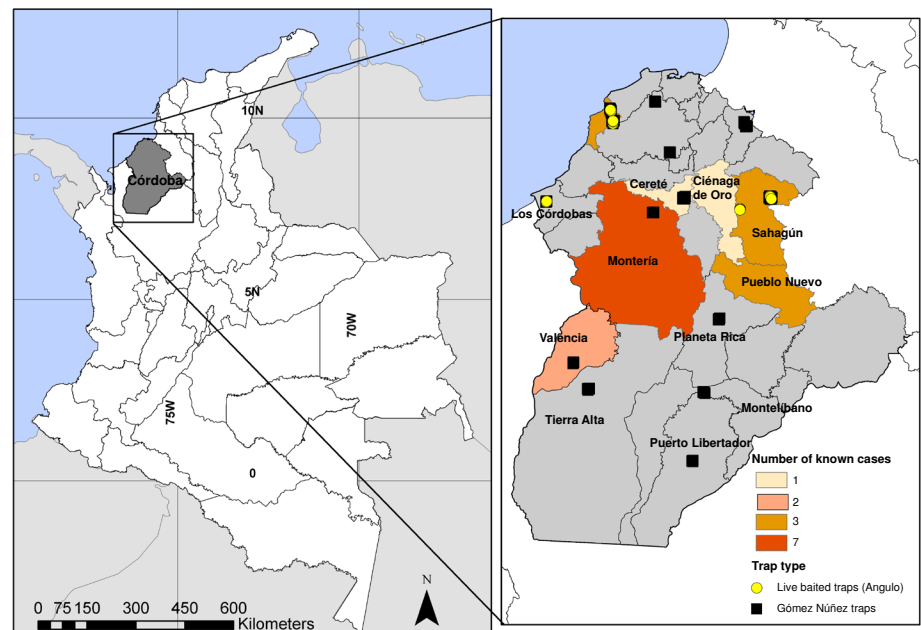 10N
Córdoba
5N
70W
75W
0
N
0 75 150 300 450 600
Kilometers
Cereté
Ciénaga
de Oro
Los Córdobas
Sahagún
Montería
Pueblo Nuevo
Valencia
Planeta Rica
Tierra Alta
Montelíbano
Puerto Libertador
Number of known cases
1
2
3
7
Trap type
Live baited traps (Angulo)
Gómez Núñez traps